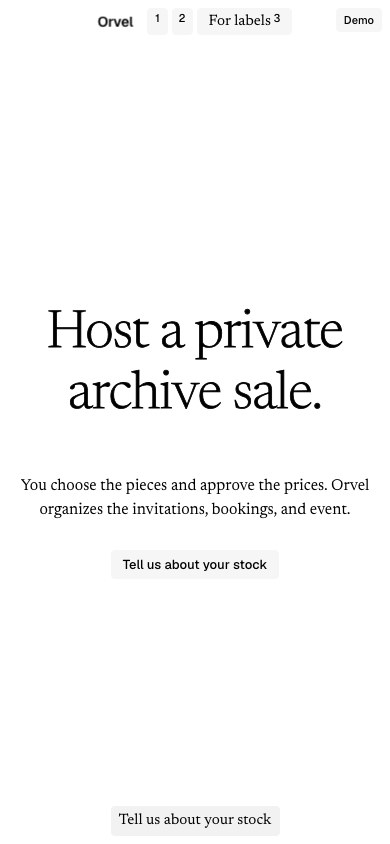 Orvel 1 2 For labels 3 Demo
Host a private
archive sale.
You choose the pieces and approve the prices. Orvel
organizes the invitations, bookings, and event.
Tell us about your stock
Tell us about your stock